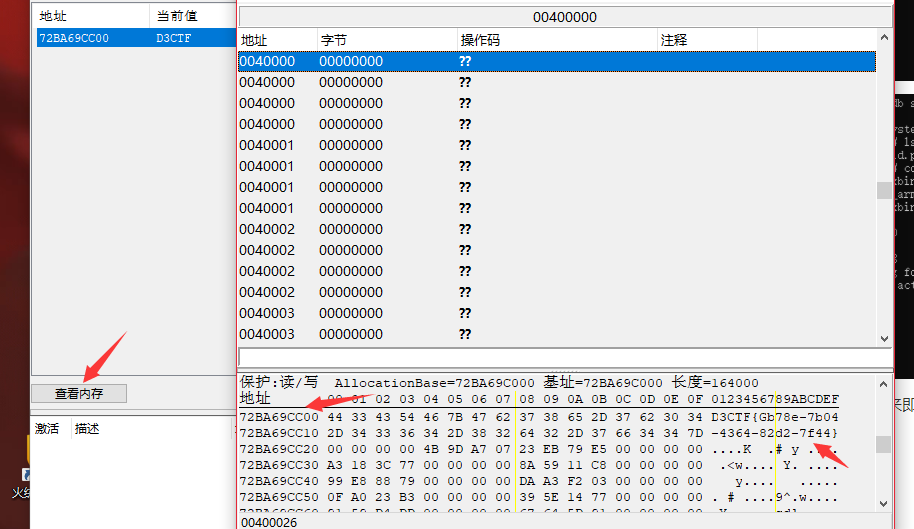 00400000
地址 当前值
72BA69CC00 D3CTF
地址 字节 操作码 注释
0040000 00000000 ??
0040000 00000000 ??
0040000 00000000 ??
0040000 00000000 ??
0040001 00000000 ??
0040001 00000000 ??
0040001 00000000 ??
0040001 00000000 ??
0040002 00000000 ??
0040002 00000000 ??
0040002 00000000 ??
0040002 00000000 ??
0040003 00000000 ??
0040003 00000000 ??
查看内存
激活 描述
保护:读/写 AllocationBase=72BA69C000 基址=72BA69C000 长度=164000
地址 00 01 02 03 04 05 06 07 08 09 0A 0B 0C 0D 0E 0F 0123456789ABCDEF
72BA69CC00 44 33 43 54 46 7B 47 62 37 38 65 2D 37 62 30 34 D3CTF{Gb78e-7b04
72BA69CC10 2D 34 33 36 34 2D 38 32 64 32 2D 37 66 34 34 7D -4364-82d2-7f44}
72BA69CC20 00 00 00 00 4B 9D A7 07 23 EB 79 E5 00 00 00 00 ....K .# y .
72BA69CC30 A3 18 3C 77 00 00 00 00 8A 59 11 C8 00 00 00 00 .<w.... Y. ....
72BA69CC40 99 E8 88 79 00 00 00 00 DA A3 F2 03 00 00 00 00 y.... .....
72BA69CC50 0F A0 23 B3 00 00 00 00 39 5E 14 77 00 00 00 00 . # ....9^.w....
00400026